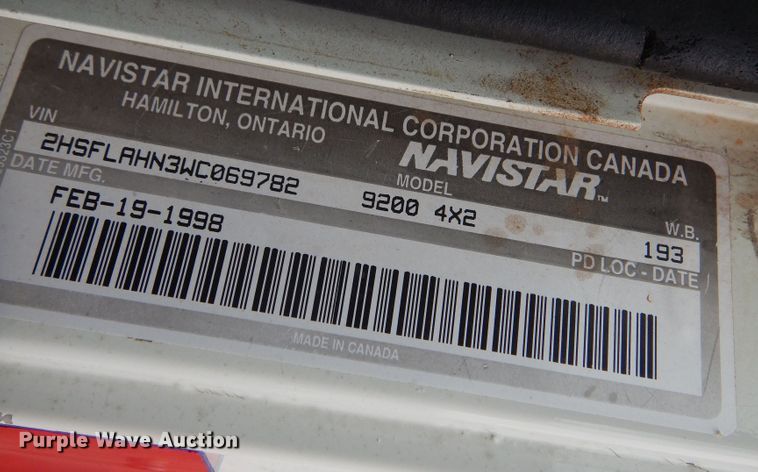 NAVISTAR INTERNATIONAL CORPORATION CANADA
HAMILTON, ONTARIO
NAVISTAR™
VIN MODEL W.B.
2HSFLAHN3WC069782 9200 4X2 193
DATE MFG. PD LOC - DATE
FEB-19-1998
MADE IN CANADA
Purple Wave Auction